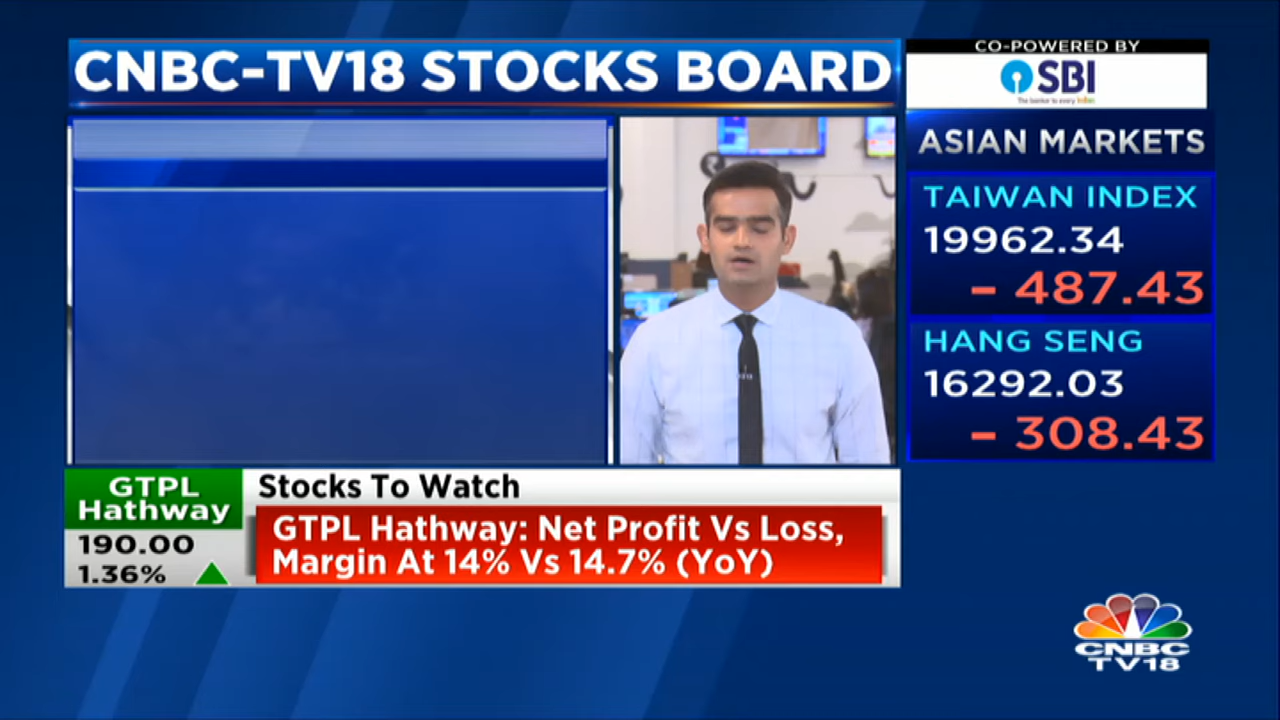 CNBC-TV18 STOCKS BOARD
CO-POWERED BY
SBI
The banker to every Indian
ASIAN MARKETS
TAIWAN INDEX
19962.34
- 487.43
HANG SENG
16292.03
- 308.43
GTPL
Hathway
190.00
1.36%
Stocks To Watch
GTPL Hathway: Net Profit Vs Loss,
Margin At 14% Vs 14.7% (YoY)
CNBC
TV18